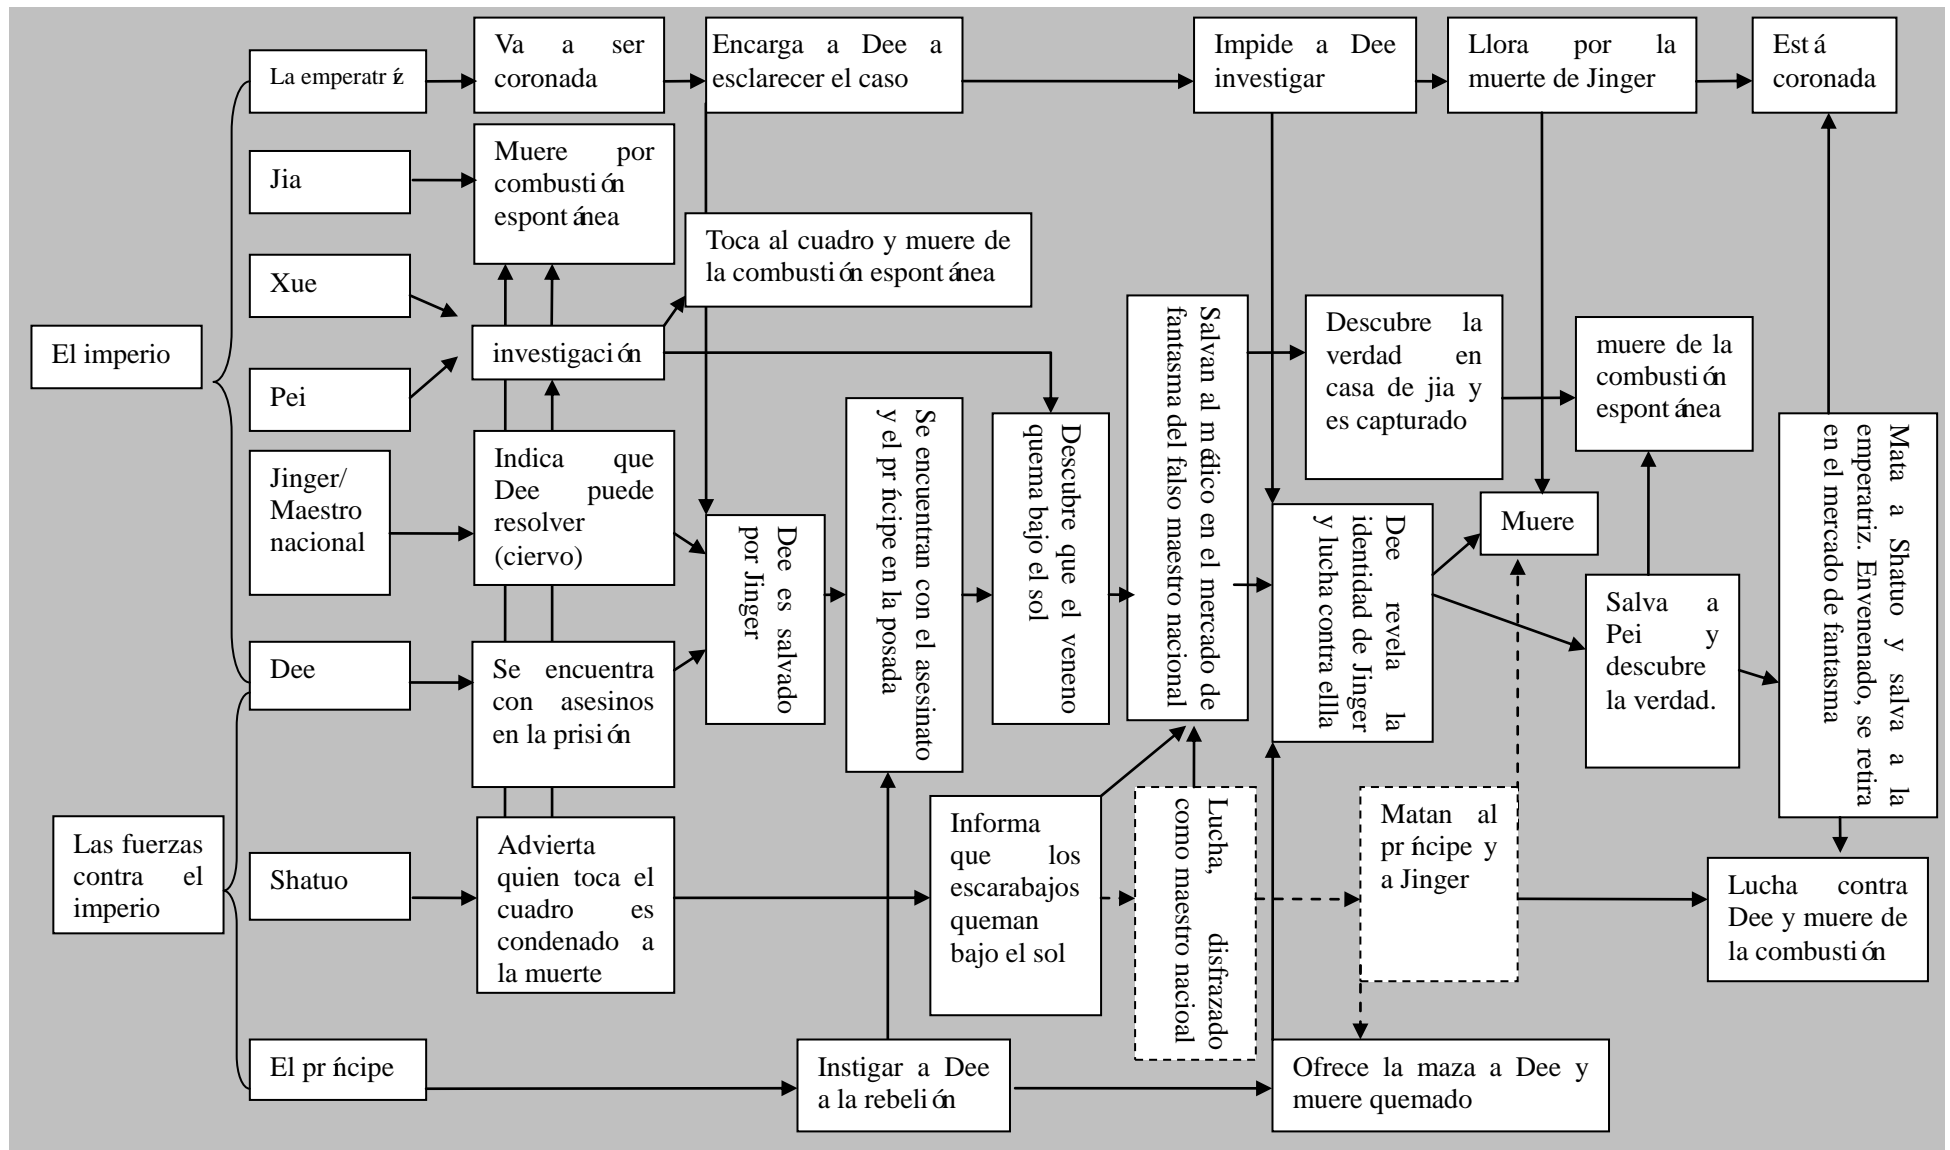 La emperatríz
Va a ser
coronada
Encarga a Dee a
esclarecer el caso
Impide a Dee
investigar
Llora por la
muerte de Jinger
Está
coronada
Jia
Muere por
combustión
espontánea
Toca al cuadro y muere de
la combustión espontánea
Xue
El imperio
investigación
Pei
Jinger/
Maestro
nacional
Indica que
Dee puede
resolver
(ciervo)
Dee es salvado
por Jinger
Se encuentran con el asesinato
y el príncipe en la posada
Descubre que el veneno
quema bajo el sol
Salvan al médico en el mercado de
fantasma del falso maestro nacional
Descubre la
verdad en
casa de jia y
es capturado
muere de la
combustión
espontánea
Muere
Dee revela la
identidad de Jinger
y lucha contra ellla
Salva a
Pei y
descubre
la verdad.
Mata a Shatuo y salva a la
emperatriz. Envenenado, se retira
en el mercado de fantasma
Dee
Se encuentra
con asesinos
en la prisión
Las fuerzas
contra el
imperio
Shatuo
Advierta
quien toca el
cuadro es
condenado a
la muerte
Informa
que los
escarabajos
queman
bajo el sol
Lucha, disfrazado
como maestro nacioal
Matan al
príncipe y
a Jinger
Lucha contra
Dee y muere de
la combustión
El príncipe
Instigar a Dee
a la rebelión
Ofrece la maza a Dee y
muere quemado